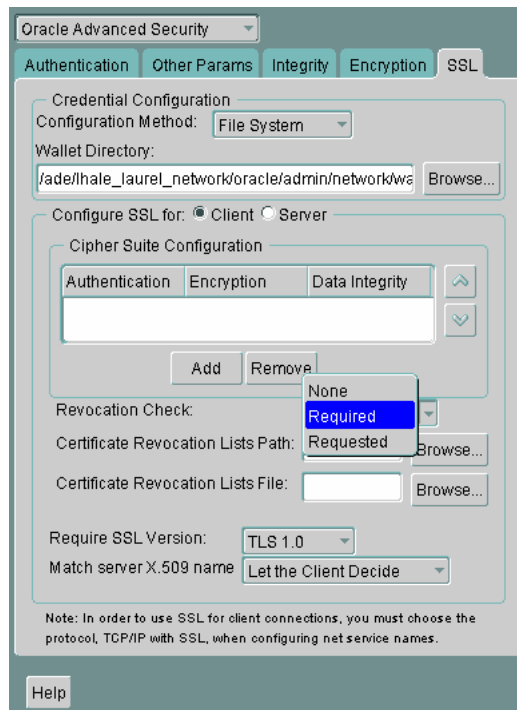 Oracle Advanced Security
Authentication Other Params Integrity Encryption SSL
Credential Configuration
Configuration Method: File System
Wallet Directory:
/ade/lhale_laurel_network/oracle/admin/network/wa Browse...
Configure SSL for: Client Server
Cipher Suite Configuration
Authentication Encryption Data Integrity
Add Remove
None
Revocation Check: Required
Requested
Certificate Revocation Lists Path: Browse...
Certificate Revocation Lists File: Browse...
Require SSL Version: TLS 1.0
Match server X.509 name Let the Client Decide
Note: In order to use SSL for client connections, you must choose the
protocol, TCP/IP with SSL, when configuring net service names.
Help